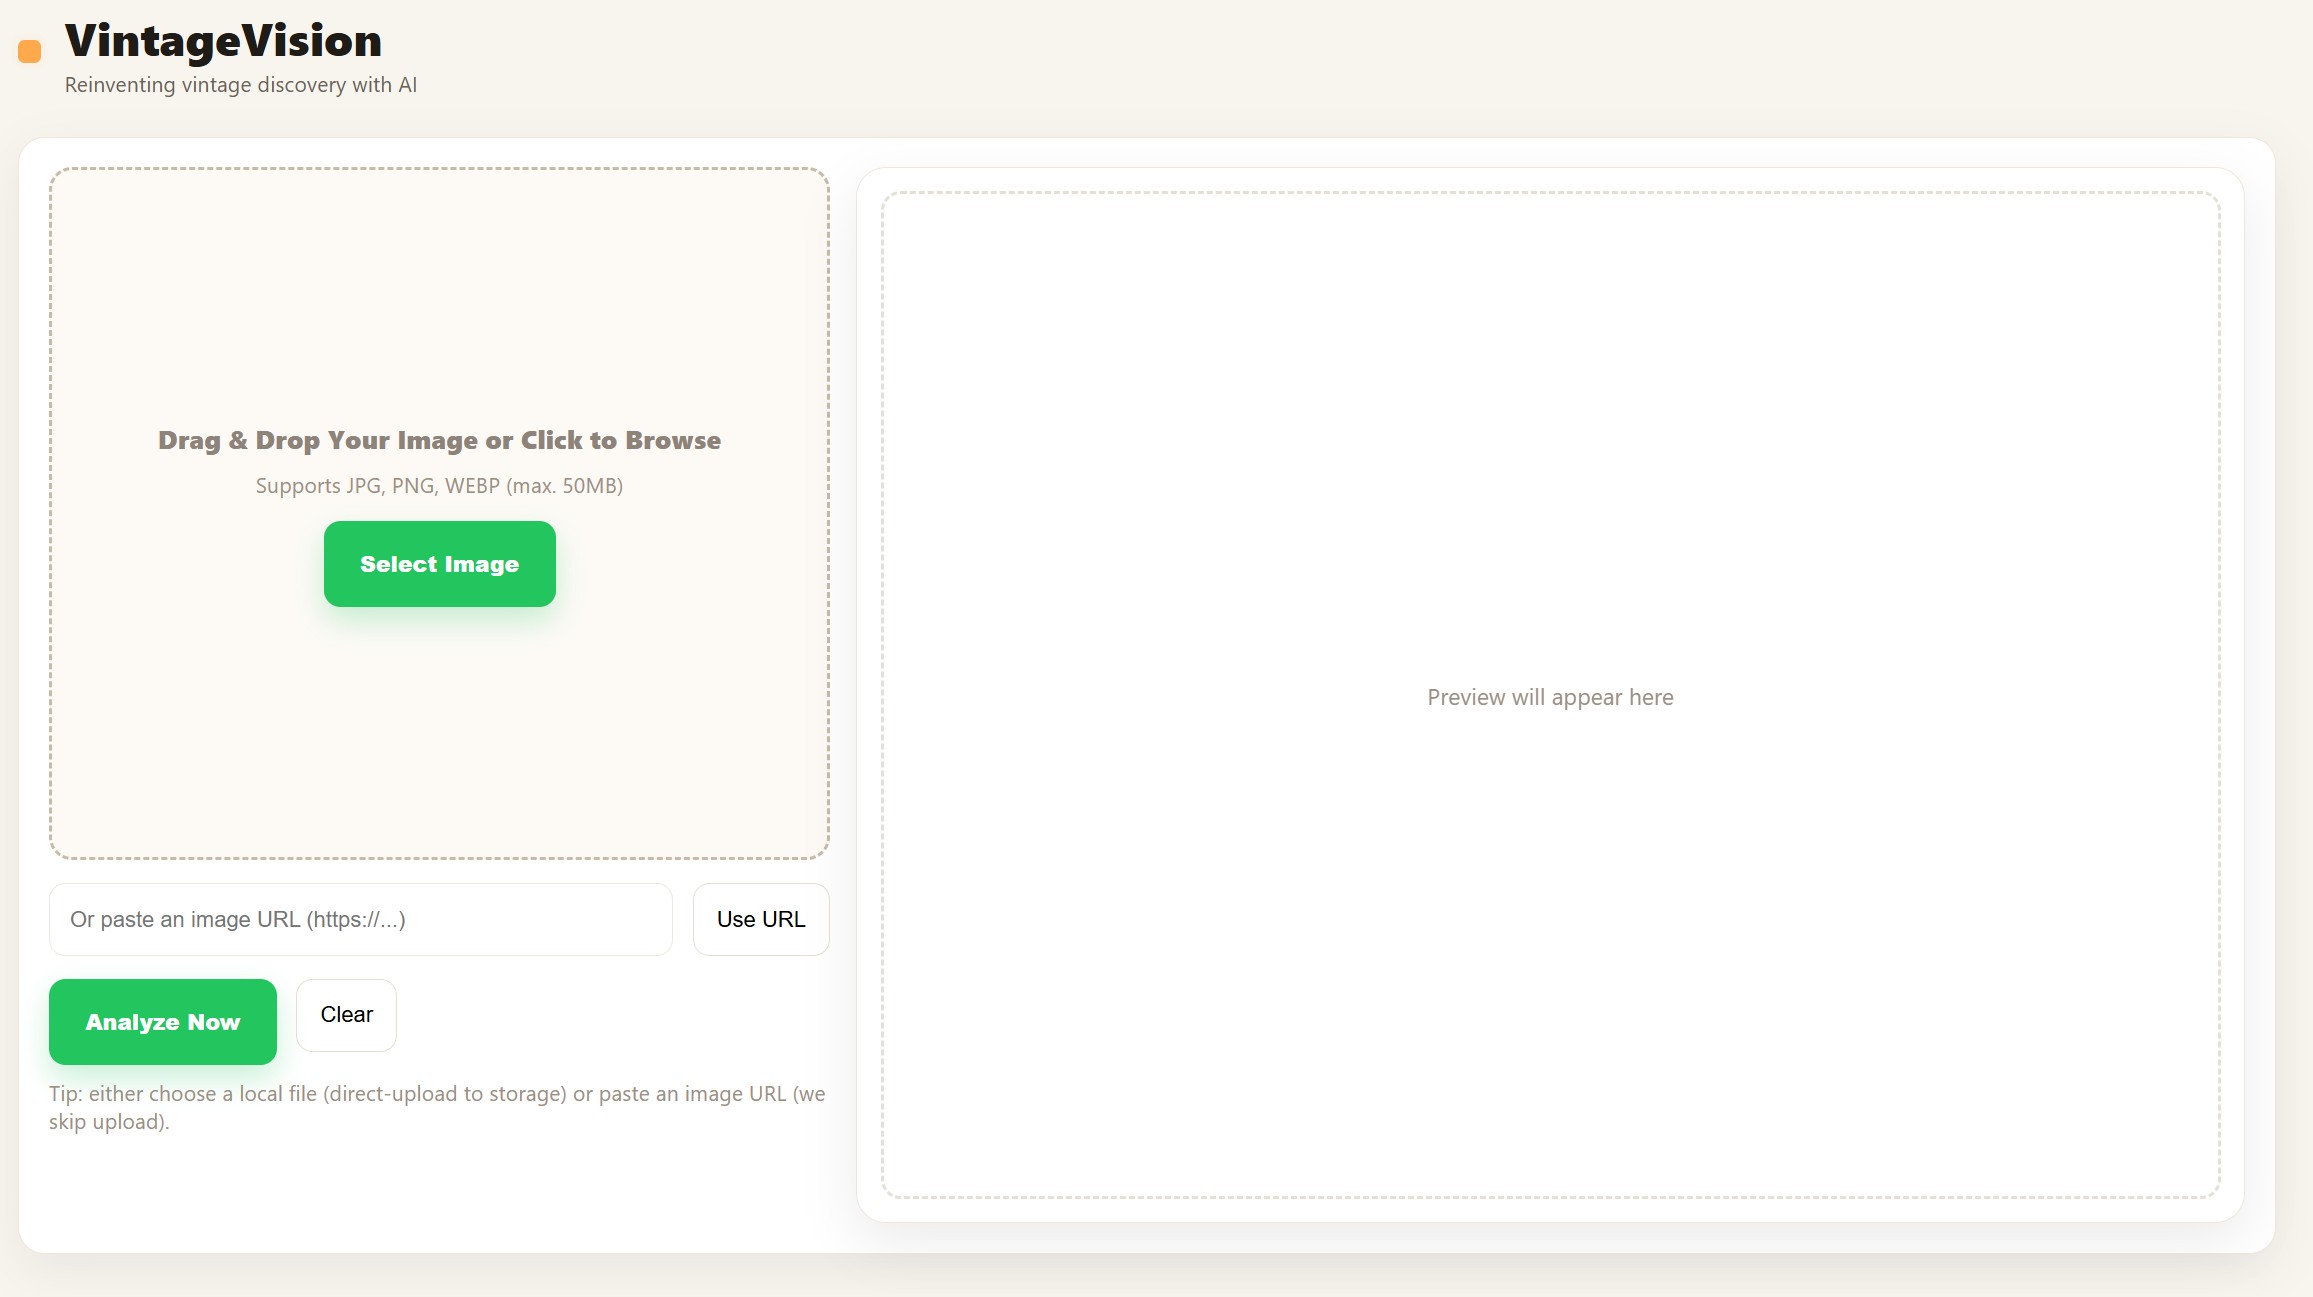 VintageVision
Reinventing vintage discovery with AI
Drag & Drop Your Image or Click to Browse
Supports JPG, PNG, WEBP (max. 50MB)
Select Image
Or paste an image URL (https://...)
Use URL
Analyze Now
Clear
Tip: either choose a local file (direct-upload to storage) or paste an image URL (we
skip upload).
Preview will appear here